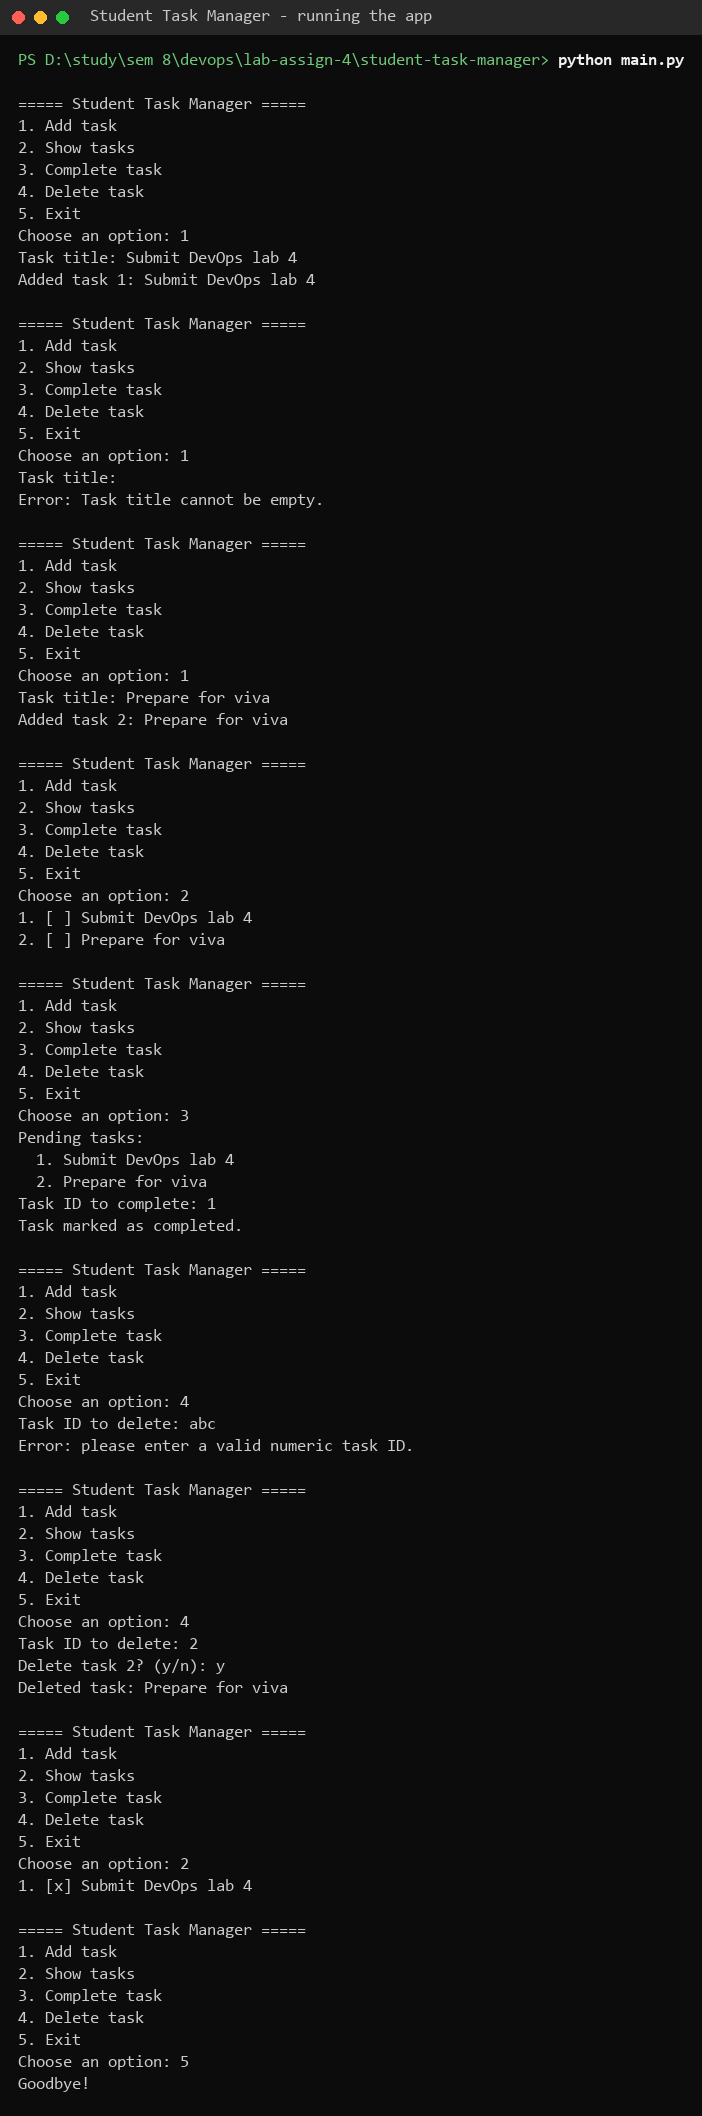 Student Task Manager - running the app
PS D:\study\sem 8\devops\lab-assign-4\student-task-manager> python main.py
===== Student Task Manager =====
1. Add task
2. Show tasks
3. Complete task
4. Delete task
5. Exit
Choose an option: 1
Task title: Submit DevOps lab 4
Added task 1: Submit DevOps lab 4
===== Student Task Manager =====
1. Add task
2. Show tasks
3. Complete task
4. Delete task
5. Exit
Choose an option: 1
Task title:
Error: Task title cannot be empty.
===== Student Task Manager =====
1. Add task
2. Show tasks
3. Complete task
4. Delete task
5. Exit
Choose an option: 1
Task title: Prepare for viva
Added task 2: Prepare for viva
===== Student Task Manager =====
1. Add task
2. Show tasks
3. Complete task
4. Delete task
5. Exit
Choose an option: 2
1. [ ] Submit DevOps lab 4
2. [ ] Prepare for viva
===== Student Task Manager =====
1. Add task
2. Show tasks
3. Complete task
4. Delete task
5. Exit
Choose an option: 3
Pending tasks:
  1. Submit DevOps lab 4
  2. Prepare for viva
Task ID to complete: 1
Task marked as completed.
===== Student Task Manager =====
1. Add task
2. Show tasks
3. Complete task
4. Delete task
5. Exit
Choose an option: 4
Task ID to delete: abc
Error: please enter a valid numeric task ID.
===== Student Task Manager =====
1. Add task
2. Show tasks
3. Complete task
4. Delete task
5. Exit
Choose an option: 4
Task ID to delete: 2
Delete task 2? (y/n): y
Deleted task: Prepare for viva
===== Student Task Manager =====
1. Add task
2. Show tasks
3. Complete task
4. Delete task
5. Exit
Choose an option: 2
1. [x] Submit DevOps lab 4
===== Student Task Manager =====
1. Add task
2. Show tasks
3. Complete task
4. Delete task
5. Exit
Choose an option: 5
Goodbye!